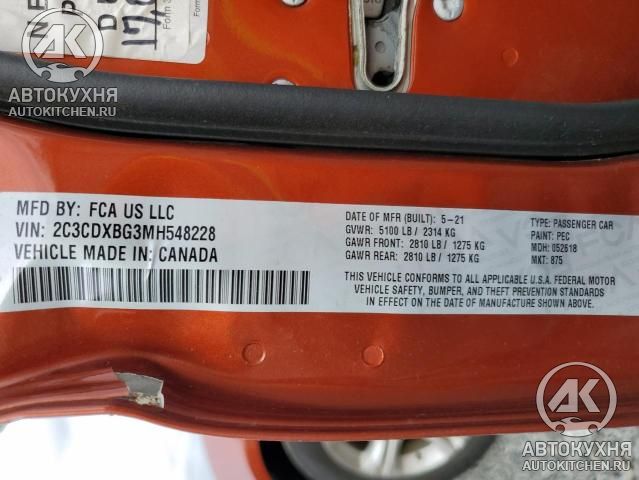 АК
АВТОКУХНЯ
AUTOKITCHEN.RU
MFD BY: FCA US LLC
VIN: 2C3CDXBG3MH548228
VEHICLE MADE IN: CANADA
DATE OF MFR (BUILT): 5-21
GVWR: 5100 LB / 2314 KG
GAWR FRONT: 2810 LB / 1275 KG
GAWR REAR: 2810 LB / 1275 KG
TYPE: PASSENGER CAR
PAINT: PEC
MDH: 052618
MKT: 875
THIS VEHICLE CONFORMS TO ALL APPLICABLE U.S.A. FEDERAL MOTOR
VEHICLE SAFETY, BUMPER, AND THEFT PREVENTION STANDARDS
IN EFFECT ON THE DATE OF MANUFACTURE SHOWN ABOVE.
АК
АВТОКУХНЯ
AUTOKITCHEN.RU